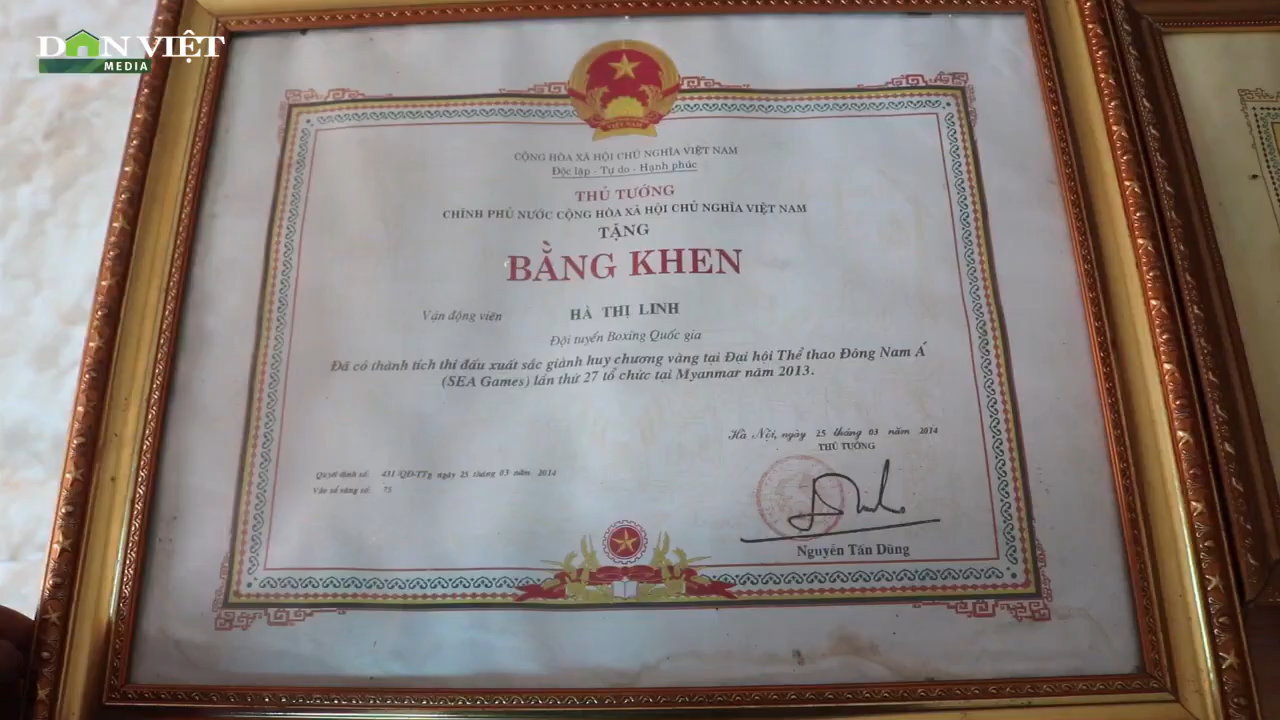 DÂN VIỆT
MEDIA
VIỆT NAM
CỘNG HÒA XÃ HỘI CHỦ NGHĨA VIỆT NAM
Độc lập - Tự do - Hạnh phúc
THỦ TƯỚNG
CHÍNH PHỦ NƯỚC CỘNG HÒA XÃ HỘI CHỦ NGHĨA VIỆT NAM
TẶNG
BẰNG KHEN
Vận động viên HÀ THỊ LINH
Đội tuyển Boxing Quốc gia
Đã có thành tích thi đấu xuất sắc giành huy chương vàng tại Đại hội Thể thao Đông Nam Á
(SEA Games) lần thứ 27 tổ chức tại Myanmar năm 2013.
Hà Nội, ngày 25 tháng 03 năm 2014
THỦ TƯỚNG
Quyết định số: 431/QĐ-TTg ngày 25 tháng 03 năm 2014
Vào sổ vàng số: 75
Nguyễn Tấn Dũng